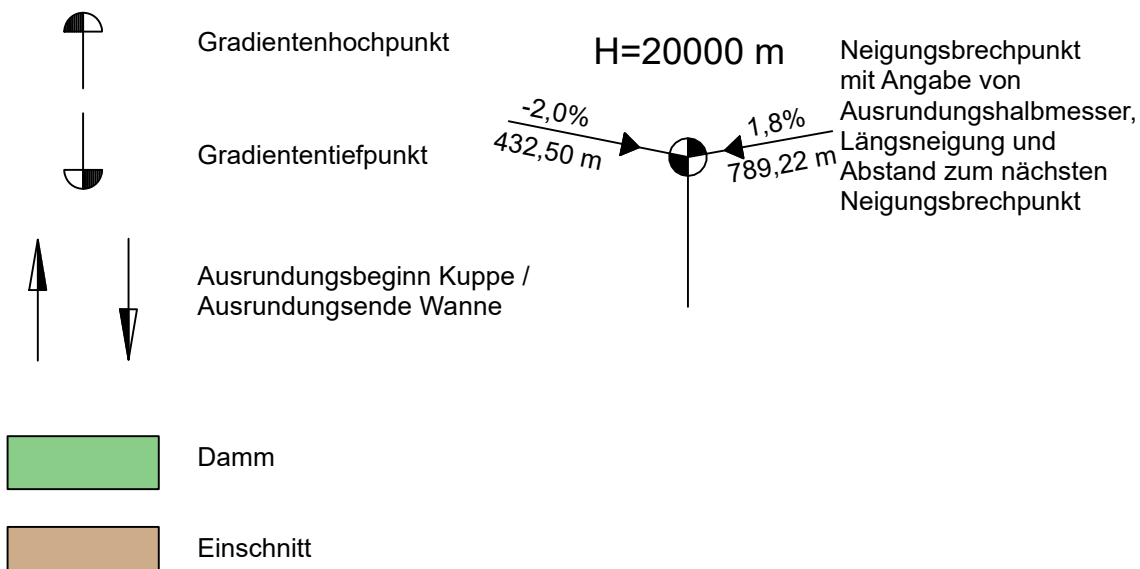 Gradientenhochpunkt
Gradiententiefpunkt
Ausrundungsbeginn Kuppe /
Ausrundungsende Wanne
Damm
Einschnitt
H=20000 m
-2,0%
432,50 m
1,8%
789,22 m
Neigungsbrechpunkt
mit Angabe von
Ausrundungshalbmesser,
Längsneigung und
Abstand zum nächsten
Neigungsbrechpunkt